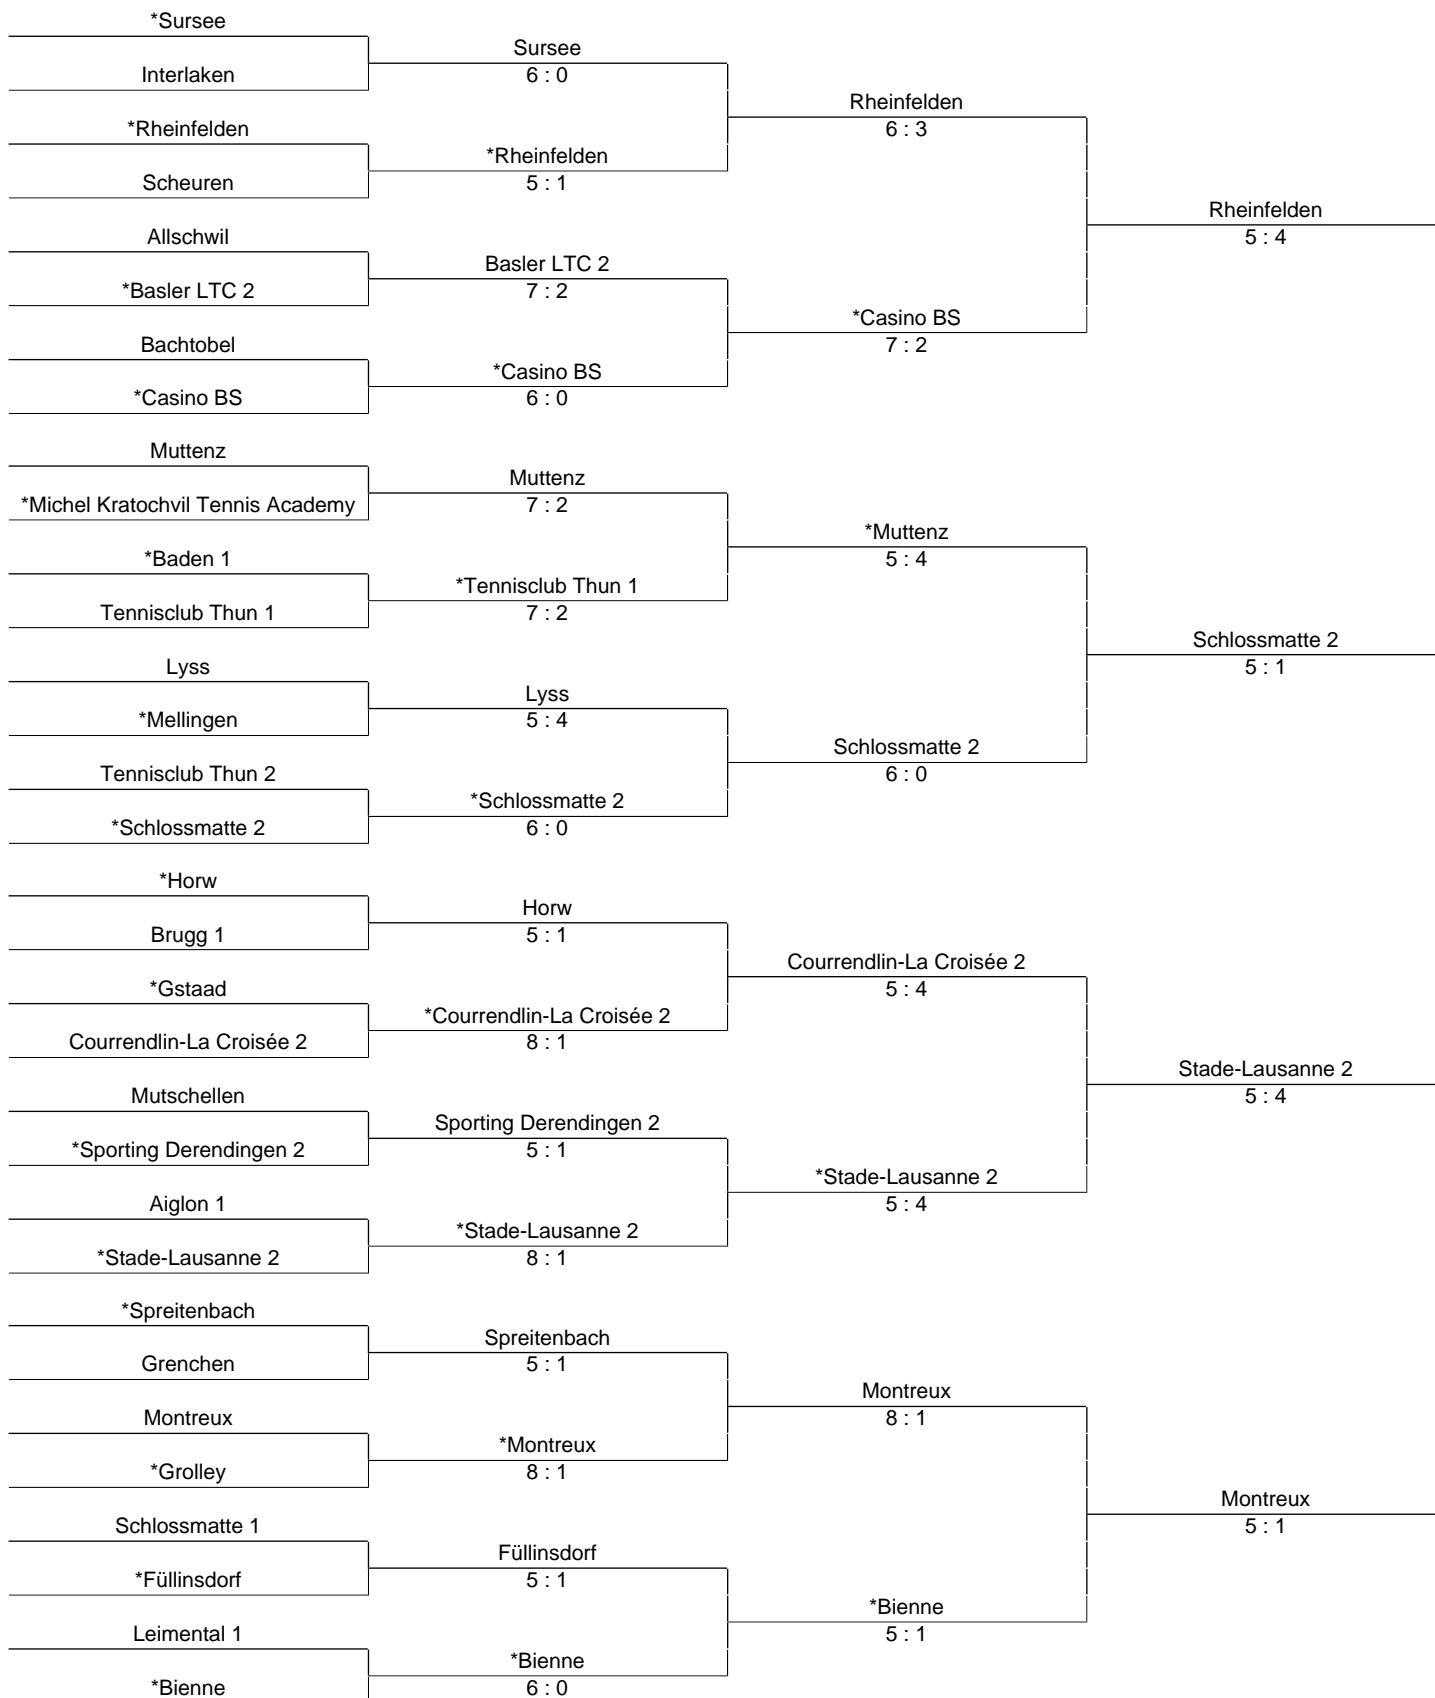 *Sursee
Interlaken
*Rheinfelden
Scheuren
Allschwil
*Basler LTC 2
Bachtobel
*Casino BS
Muttenz
*Michel Kratochvil Tennis Academy
*Baden 1
Tennisclub Thun 1
Lyss
*Mellingen
Tennisclub Thun 2
*Schlossmatte 2
*Horw
Brugg 1
*Gstaad
Courrendlin-La Croisée 2
Mutschellen
*Sporting Derendingen 2
Aiglon 1
*Stade-Lausanne 2
*Spreitenbach
Grenchen
Montreux
*Grolley
Schlossmatte 1
*Füllinsdorf
Leimental 1
*Bienne
Sursee
6 : 0
*Rheinfelden
5 : 1
Basler LTC 2
7 : 2
*Casino BS
6 : 0
Muttenz
7 : 2
*Tennisclub Thun 1
7 : 2
Lyss
5 : 4
*Schlossmatte 2
6 : 0
Horw
5 : 1
*Courrendlin-La Croisée 2
8 : 1
Sporting Derendingen 2
5 : 1
*Stade-Lausanne 2
8 : 1
Spreitenbach
5 : 1
*Montreux
8 : 1
Füllinsdorf
5 : 1
*Bienne
6 : 0
Rheinfelden
6 : 3
*Casino BS
7 : 2
*Muttenz
5 : 4
Schlossmatte 2
6 : 0
Courrendlin-La Croisée 2
5 : 4
*Stade-Lausanne 2
5 : 4
Montreux
8 : 1
*Bienne
5 : 1
Rheinfelden
5 : 4
Schlossmatte 2
5 : 1
Stade-Lausanne 2
5 : 4
Montreux
5 : 1